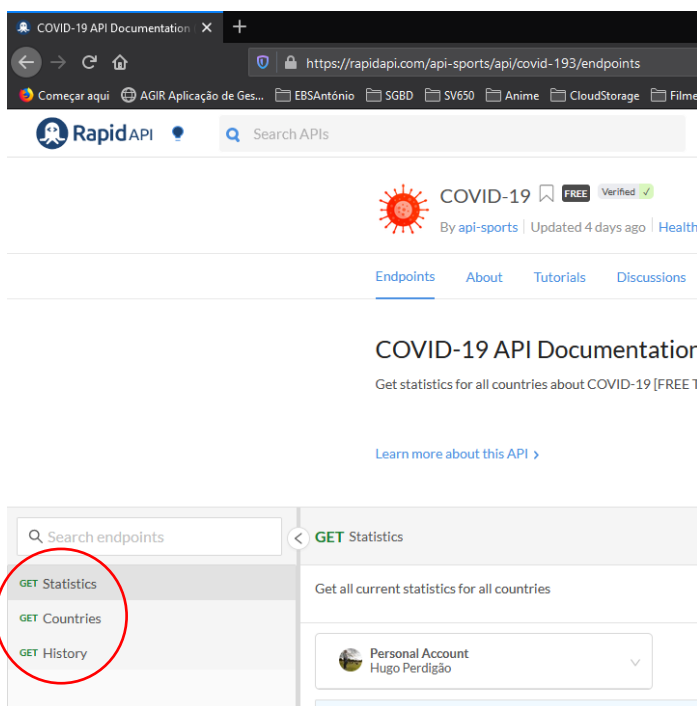 COVID-19 API Documentation
https://rapidapi.com/api-sports/api/covid-193/endpoints
Começar aqui AGIR Aplicação de Ges... EBSAntónio SGBD SV650 Anime CloudStorage Filme
Rapid API Search APIs
COVID-19 FREE Verified ✓
By api-sports Updated 4 days ago Health
Endpoints About Tutorials Discussions
COVID-19 API Documentation
Get statistics for all countries about COVID-19 [FREE T
Learn more about this API >
Search endpoints
GET Statistics
Get all current statistics for all countries
GET Statistics
GET Countries
GET History
Personal Account
Hugo Perdigão